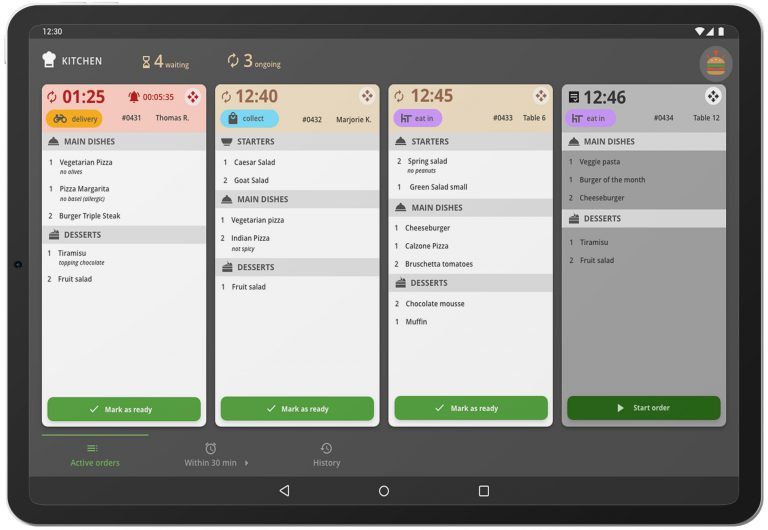 12:30
KITCHEN
4 waiting
3 ongoing
01:25
00:05:35
delivery
#0431
Thomas R.
MAIN DISHES
1 Vegetarian Pizza
no olives
1 Pizza Margarita
no basel (allergic)
2 Burger Triple Steak
DESSERTS
1 Tiramisu
topping chocolate
2 Fruit salad
Mark as ready
12:40
collect
#0432
Marjorie K.
STARTERS
1 Caesar Salad
2 Goat Salad
MAIN DISHES
1 Vegetarian pizza
2 Indian Pizza
not spicy
DESSERTS
1 Fruit salad
Mark as ready
12:45
eat in
#0433
Table 6
STARTERS
2 Spring salad
no peanuts
1 Green Salad small
MAIN DISHES
1 Cheeseburger
1 Calzone Pizza
2 Bruschetta tomatoes
DESSERTS
2 Chocolate mousse
1 Muffin
Mark as ready
12:46
eat in
#0434
Table 12
MAIN DISHES
1 Veggie pasta
1 Burger of the month
2 Cheeseburger
DESSERTS
1 Tiramisu
2 Fruit salad
Start order
Active orders
Within 30 min
History